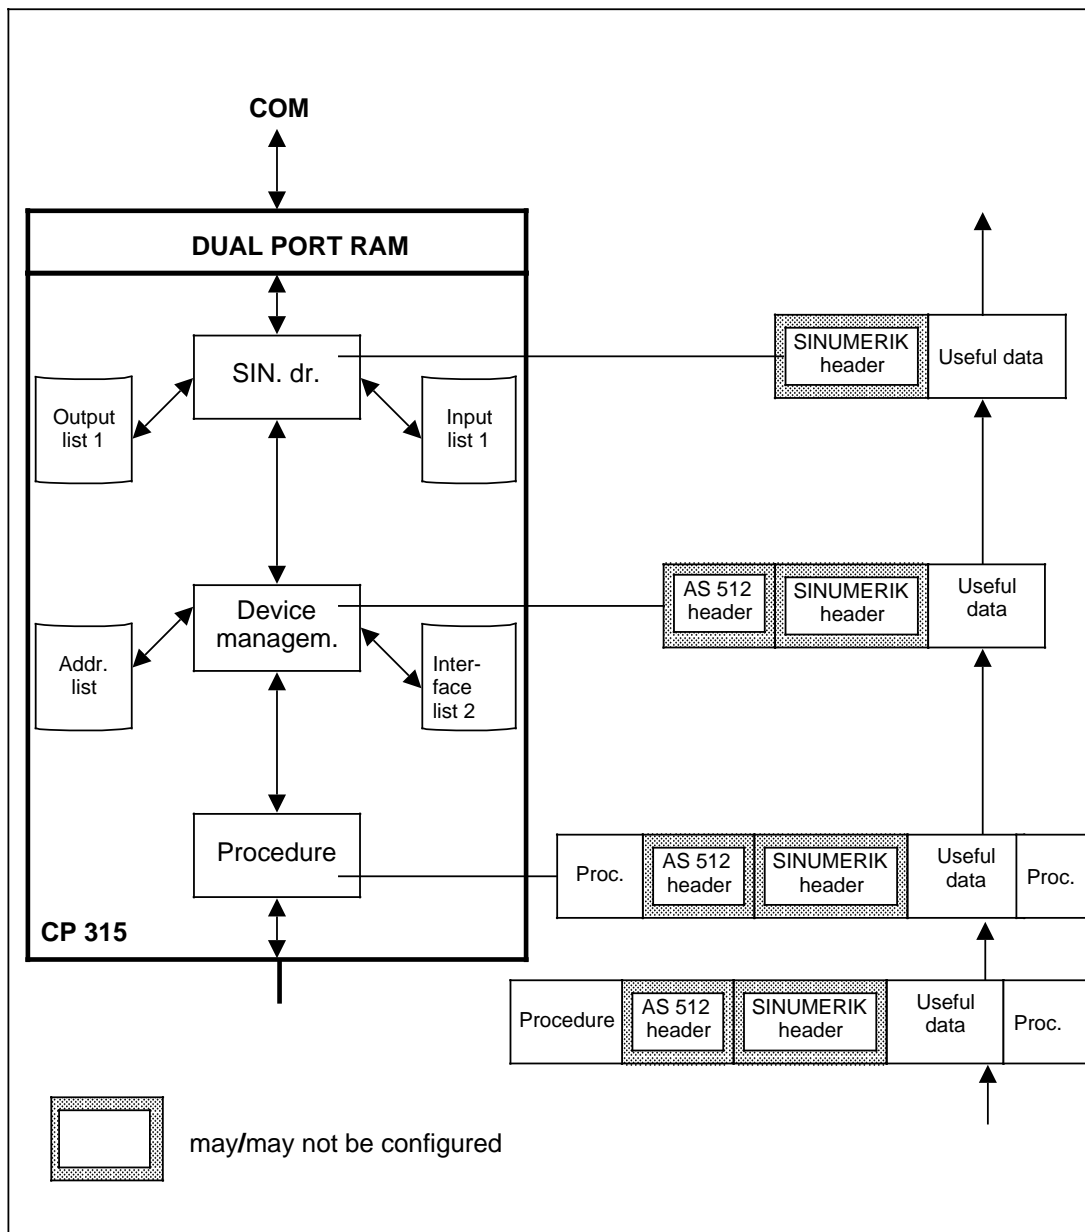 COM
DUAL PORT RAM
SIN. dr.
Output
list 1
Input
list 1
SINUMERIK
header
Useful data
Device
managem.
Addr.
list
Inter-
face
list 2
AS 512
header
SINUMERIK
header
Useful
data
Procedure
CP 315
Proc.
AS 512
header
SINUMERIK
header
Useful
data
Proc.
Procedure
AS 512
header
SINUMERIK
header
Useful
data
Proc.
may/may not be configured